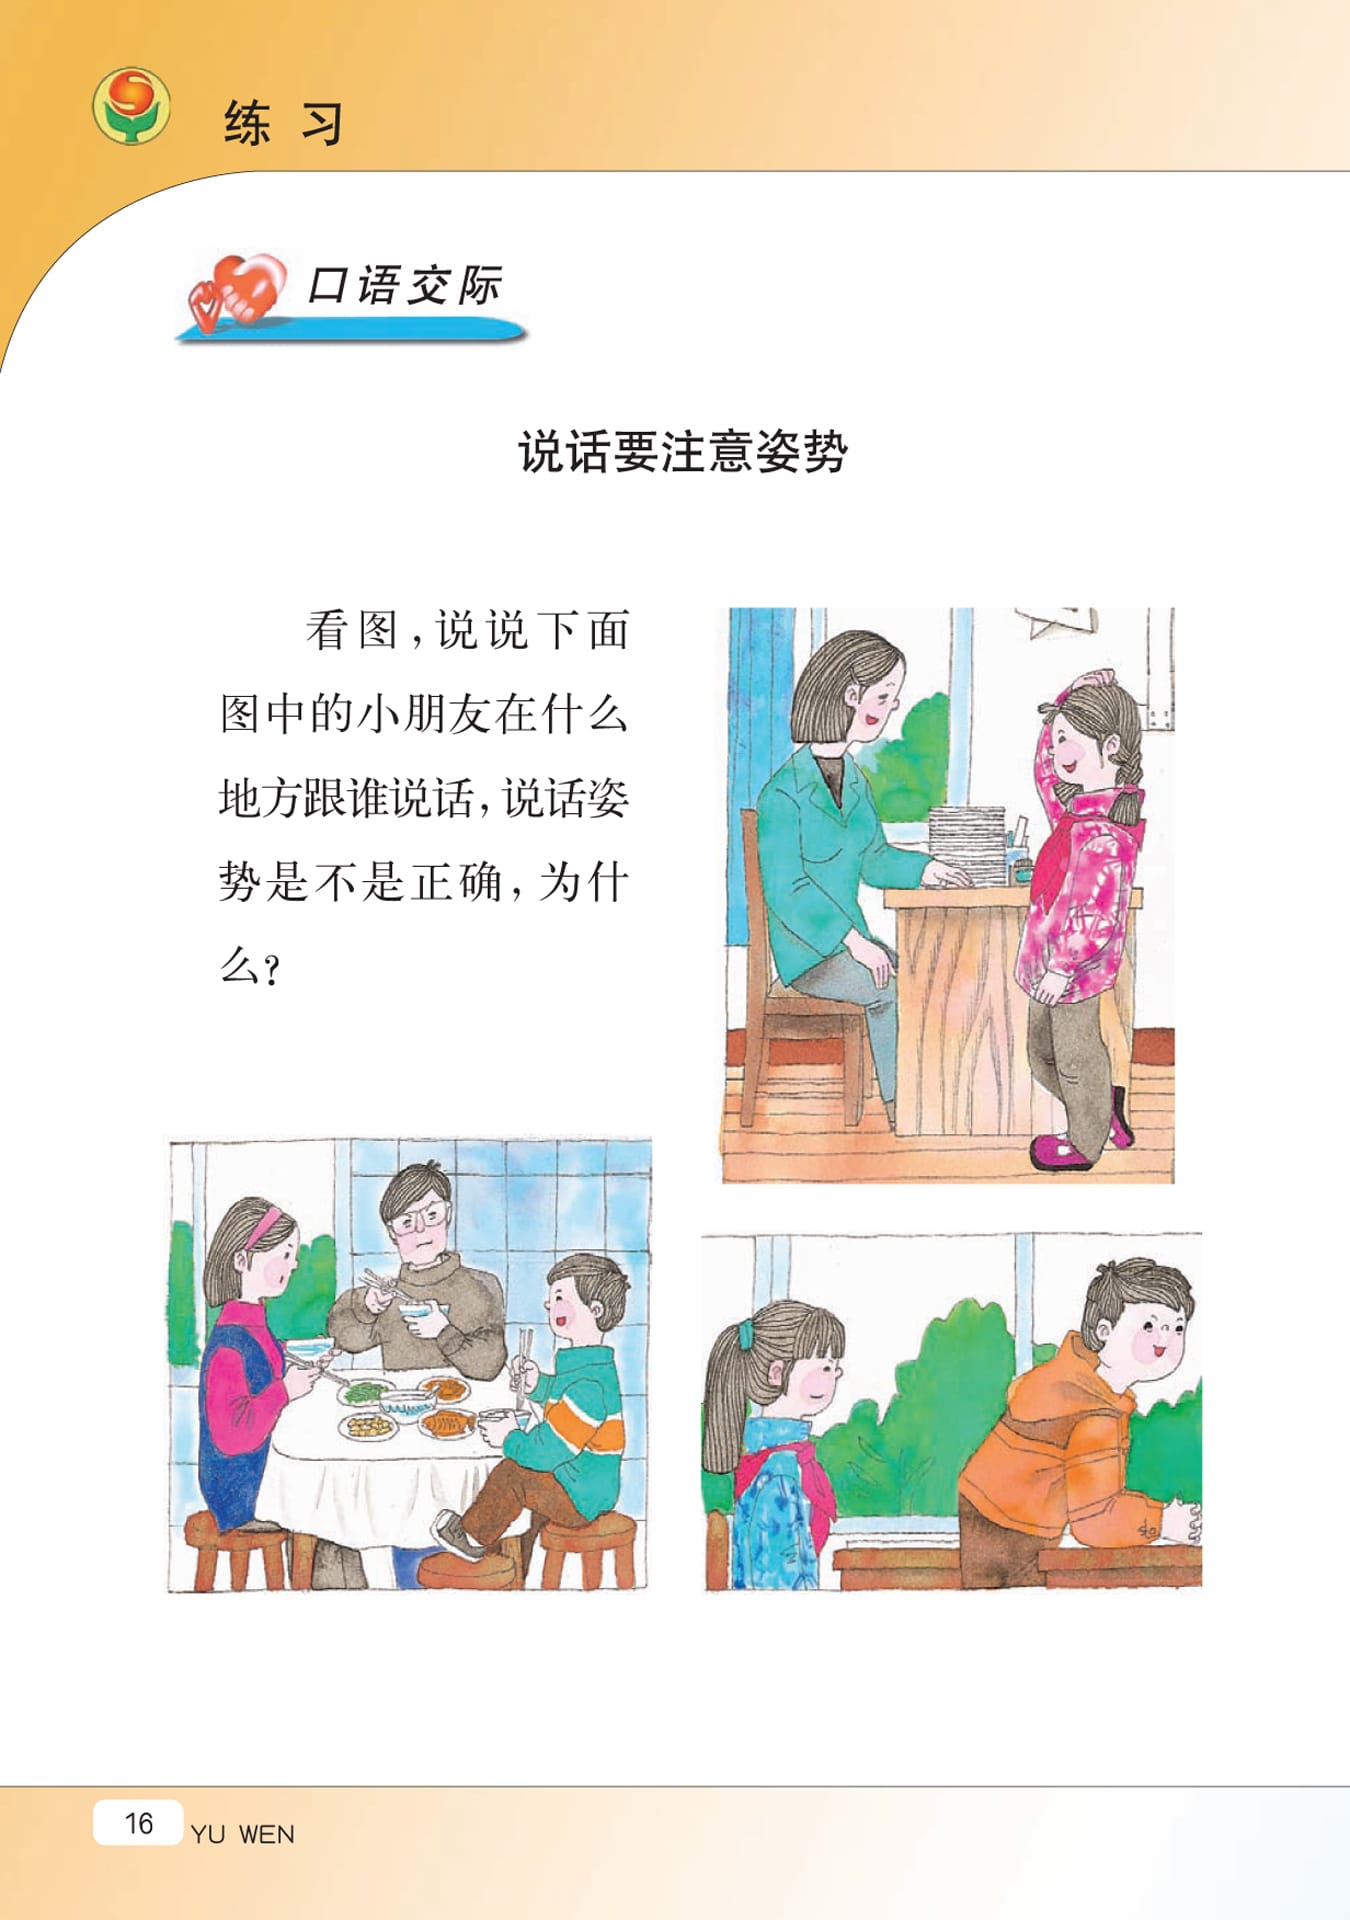 练 习
口语交际
说话要注意姿势
看图,说说下面
图中的小朋友在什么
地方跟谁说话,说话姿
势是不是正确,为什
么?
16
YU WEN